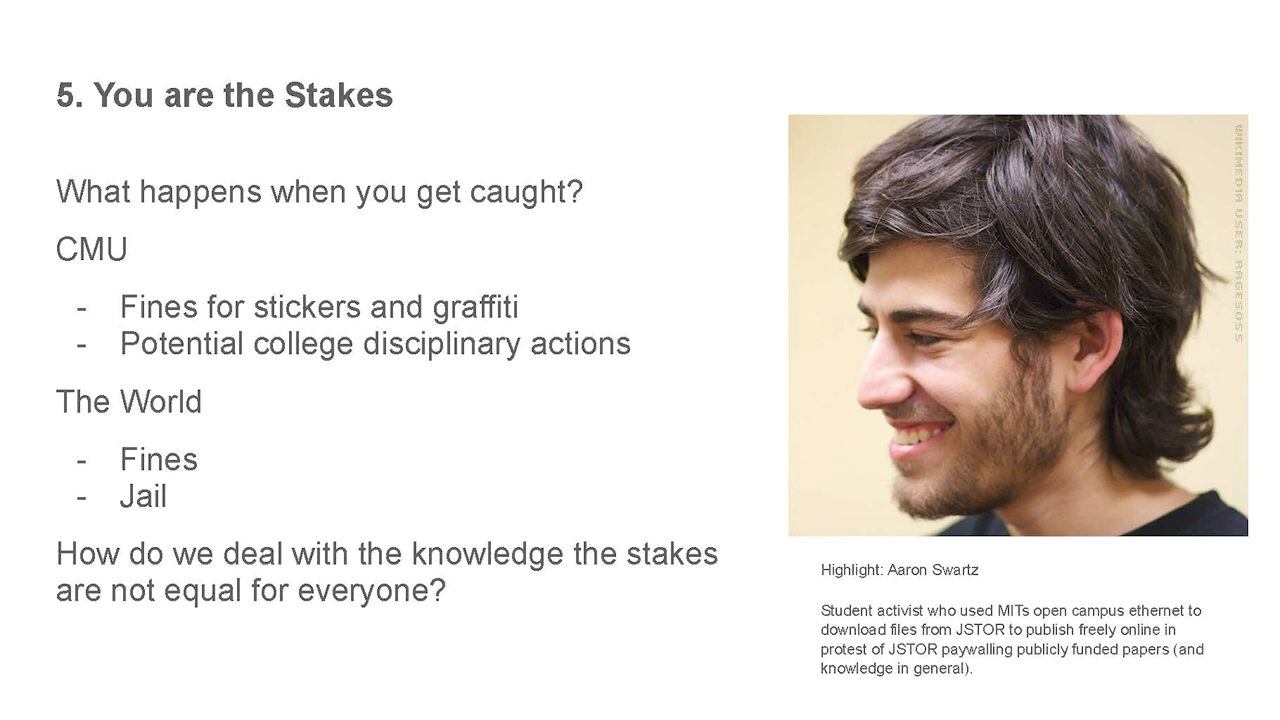 5. You are the Stakes
What happens when you get caught?
CMU
- Fines for stickers and graffiti
- Potential college disciplinary actions
The World
- Fines
- Jail
How do we deal with the knowledge the stakes
are not equal for everyone?
WIKIMEDIA USER: RAGESOSS
Highlight: Aaron Swartz
Student activist who used MITs open campus ethernet to
download files from JSTOR to publish freely online in
protest of JSTOR paywalling publicly funded papers (and
knowledge in general).